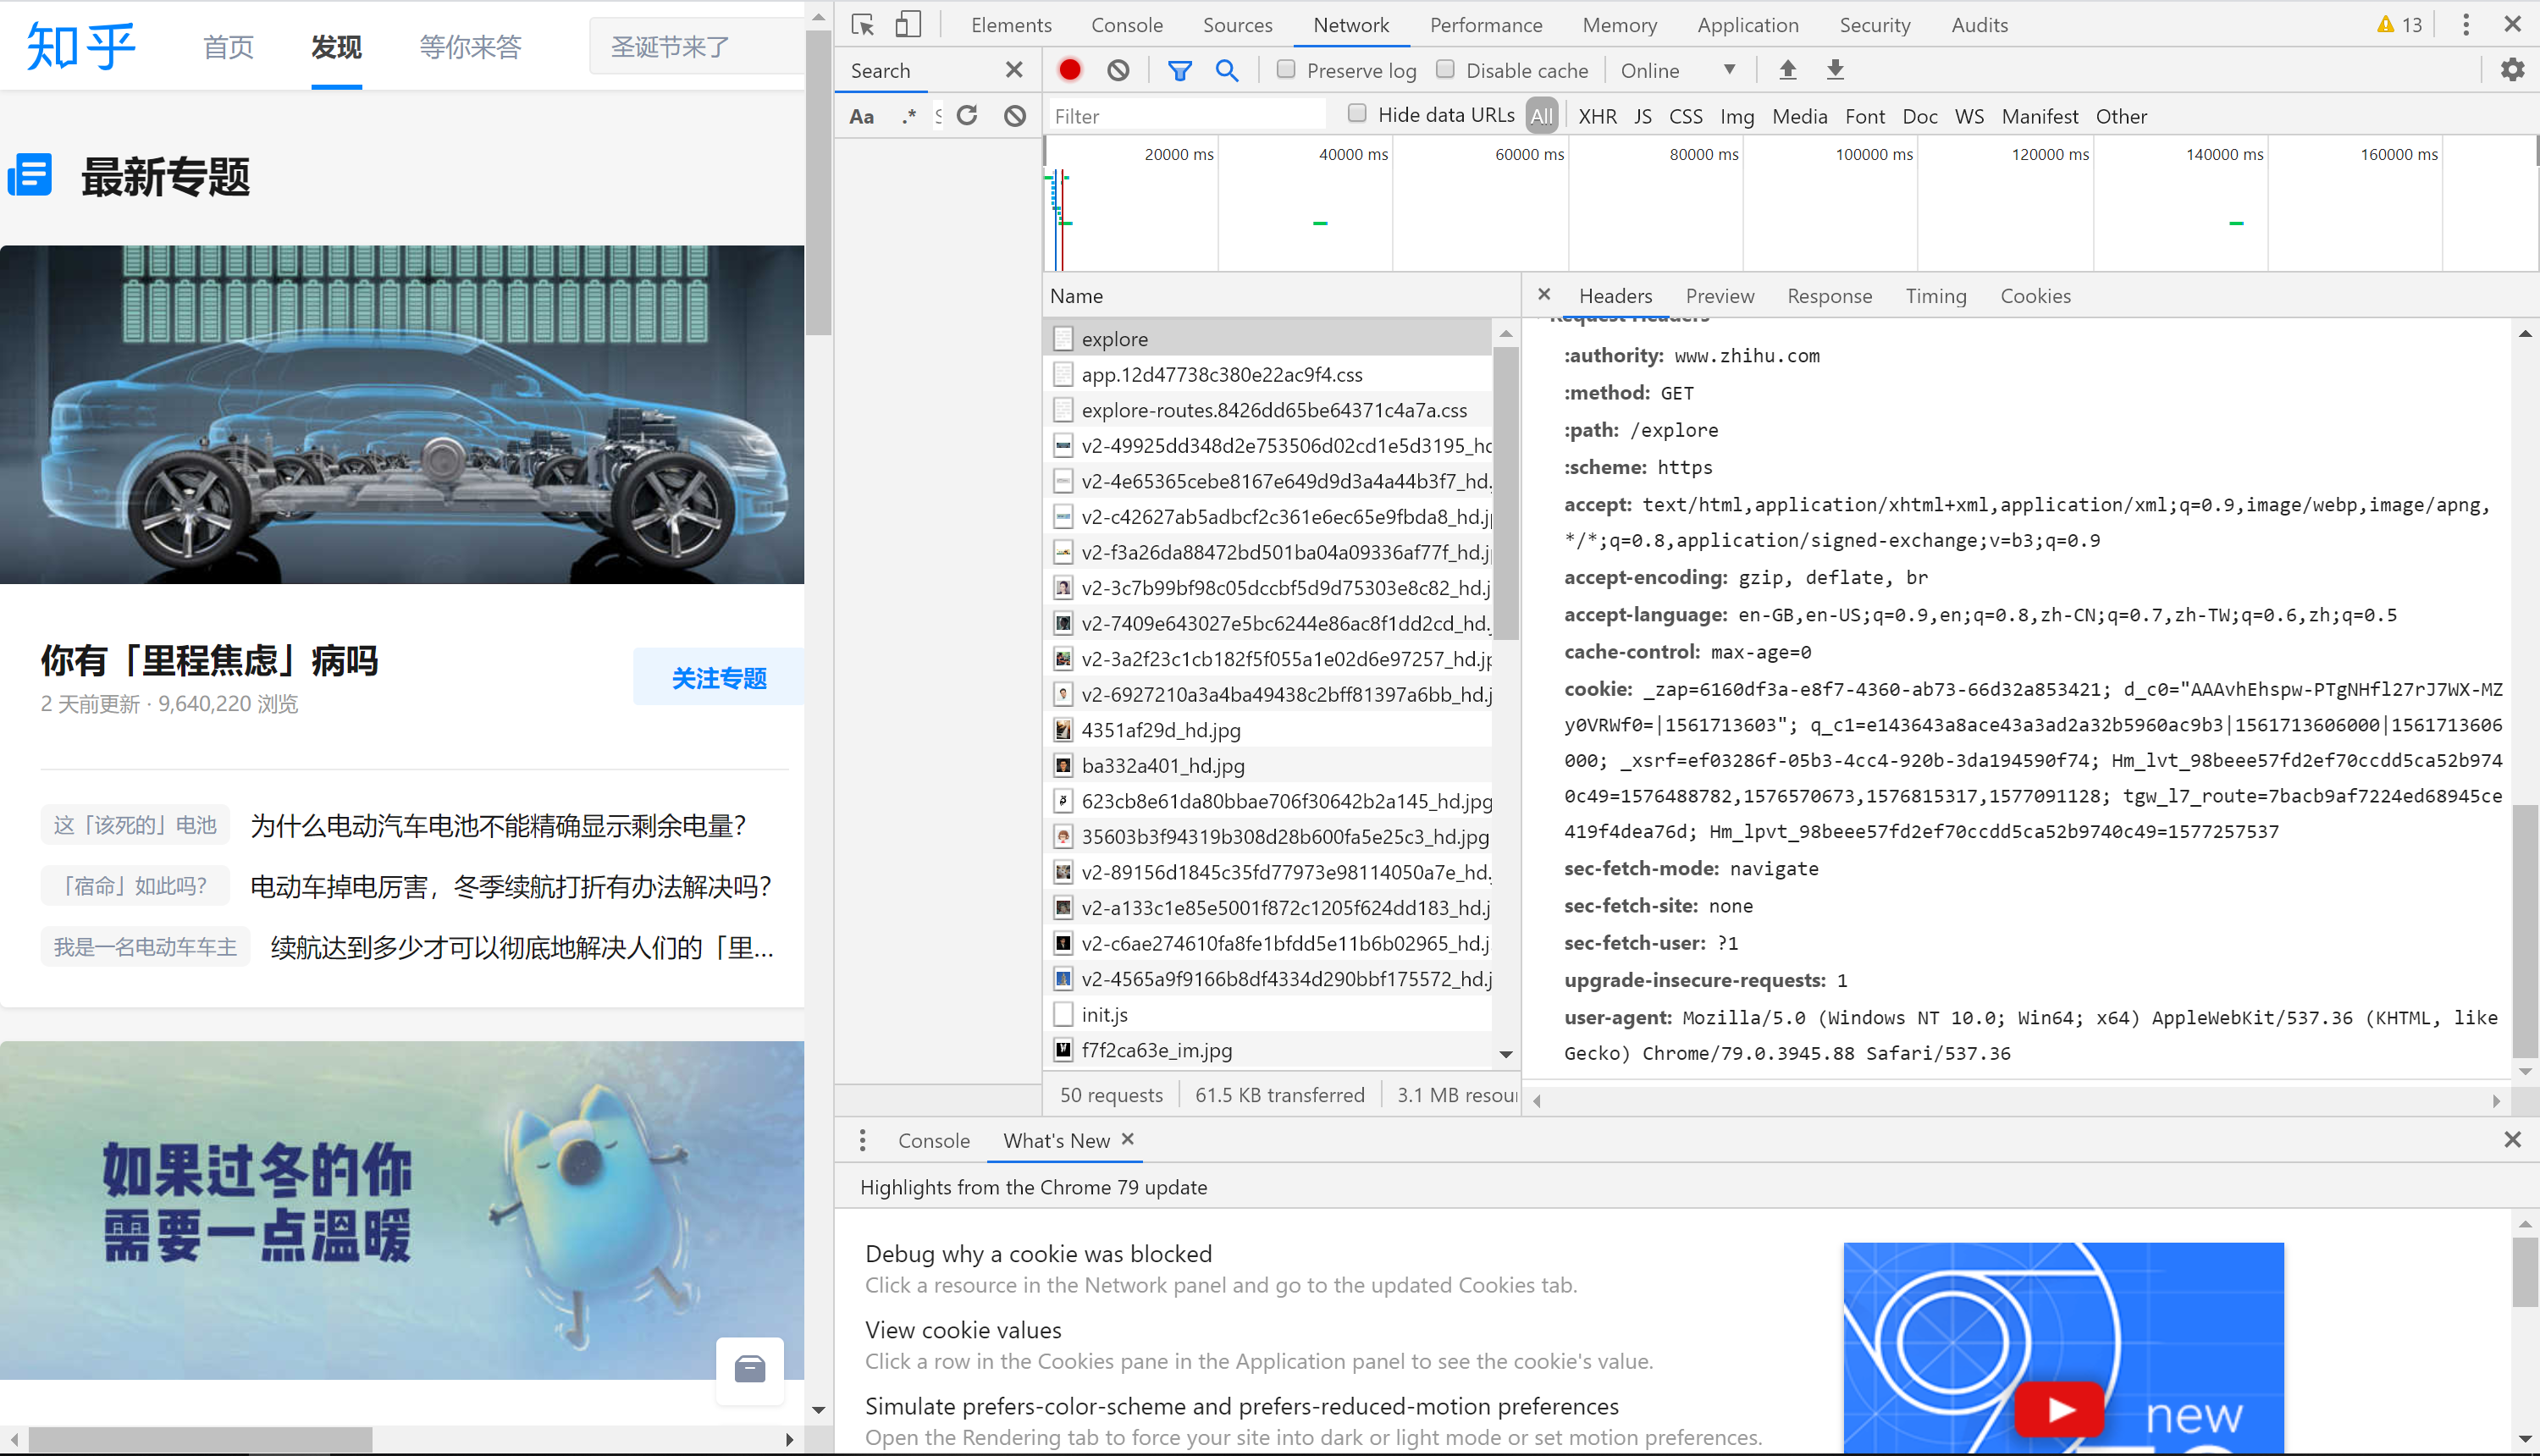 知乎
首页
发现
等你来答
圣诞节来了
最新专题
你有「里程焦虑」病吗
2 天前更新 · 9,640,220 浏览
关注专题
这「该死的」电池
为什么电动汽车电池不能精确显示剩余电量？
「宿命」如此吗？
电动车掉电厉害，冬季续航打折有办法解决吗？
我是一名电动车车主
续航达到多少才可以彻底地解决人们的「里...
如果过冬的你
需要一点温暖
Elements Console Sources Network Performance Memory Application Security Audits
13
Search
Preserve log Disable cache Online
Aa .*
Filter Hide data URLs All XHR JS CSS Img Media Font Doc WS Manifest Other
20000 ms 40000 ms 60000 ms 80000 ms 100000 ms 120000 ms 140000 ms 160000 ms
Name
explore
app.12d47738c380e22ac9f4.css
explore-routes.8426dd65be64371c4a7a.css
v2-49925dd348d2e753506d02cd1e5d3195_hd
v2-4e65365cebe8167e649d9d3a4a44b3f7_hd.
v2-c42627ab5adbcf2c361e6ec65e9fbda8_hd.j
v2-f3a26da88472bd501ba04a09336af77f_hd.j
v2-3c7b99bf98c05dccbf5d9d75303e8c82_hd.j
v2-7409e643027e5bc6244e86ac8f1dd2cd_hd.
v2-3a2f23c1cb182f5f055a1e02d6e97257_hd.j
v2-6927210a3a4ba49438c2bff81397a6bb_hd.j
4351af29d_hd.jpg
ba332a401_hd.jpg
623cb8e61da80bbae706f30642b2a145_hd.jpg
35603b3f94319b308d28b600fa5e25c3_hd.jpg
v2-89156d1845c35fd77973e98114050a7e_hd.
v2-a133c1e85e5001f872c1205f624dd183_hd.j
v2-c6ae274610fa8fe1bfdd5e11b6b02965_hd.j
v2-4565a9f9166b8df4334d290bbf175572_hd.j
init.js
f7f2ca63e_im.jpg
50 requests 61.5 KB transferred 3.1 MB resou
Headers Preview Response Timing Cookies
Request Headers
:authority: www.zhihu.com
:method: GET
:path: /explore
:scheme: https
accept: text/html,application/xhtml+xml,application/xml;q=0.9,image/webp,image/apng,
*/*;q=0.8,application/signed-exchange;v=b3;q=0.9
accept-encoding: gzip, deflate, br
accept-language: en-GB,en-US;q=0.9,en;q=0.8,zh-CN;q=0.7,zh-TW;q=0.6,zh;q=0.5
cache-control: max-age=0
cookie: _zap=6160df3a-e8f7-4360-ab73-66d32a853421; d_c0="AAAvhEhspw-PTgNHfl27rJ7WX-MZ
y0VRWf0=|1561713603"; q_c1=e143643a8ace43a3ad2a32b5960ac9b3|1561713606000|1561713606
000; _xsrf=ef03286f-05b3-4cc4-920b-3da194590f74; Hm_lvt_98beee57fd2ef70ccdd5ca52b974
0c49=1576488782,1576570673,1576815317,1577091128; tgw_l7_route=7bacb9af7224ed68945ce
419f4dea76d; Hm_lpvt_98beee57fd2ef70ccdd5ca52b9740c49=1577257537
sec-fetch-mode: navigate
sec-fetch-site: none
sec-fetch-user: ?1
upgrade-insecure-requests: 1
user-agent: Mozilla/5.0 (Windows NT 10.0; Win64; x64) AppleWebKit/537.36 (KHTML, like
Gecko) Chrome/79.0.3945.88 Safari/537.36
Console What's New
Highlights from the Chrome 79 update
Debug why a cookie was blocked
Click a resource in the Network panel and go to the updated Cookies tab.
View cookie values
Click a row in the Cookies pane in the Application panel to see the cookie's value.
Simulate prefers-color-scheme and prefers-reduced-motion preferences
Open the Rendering tab to force your site into dark or light mode or set motion preferences.
new